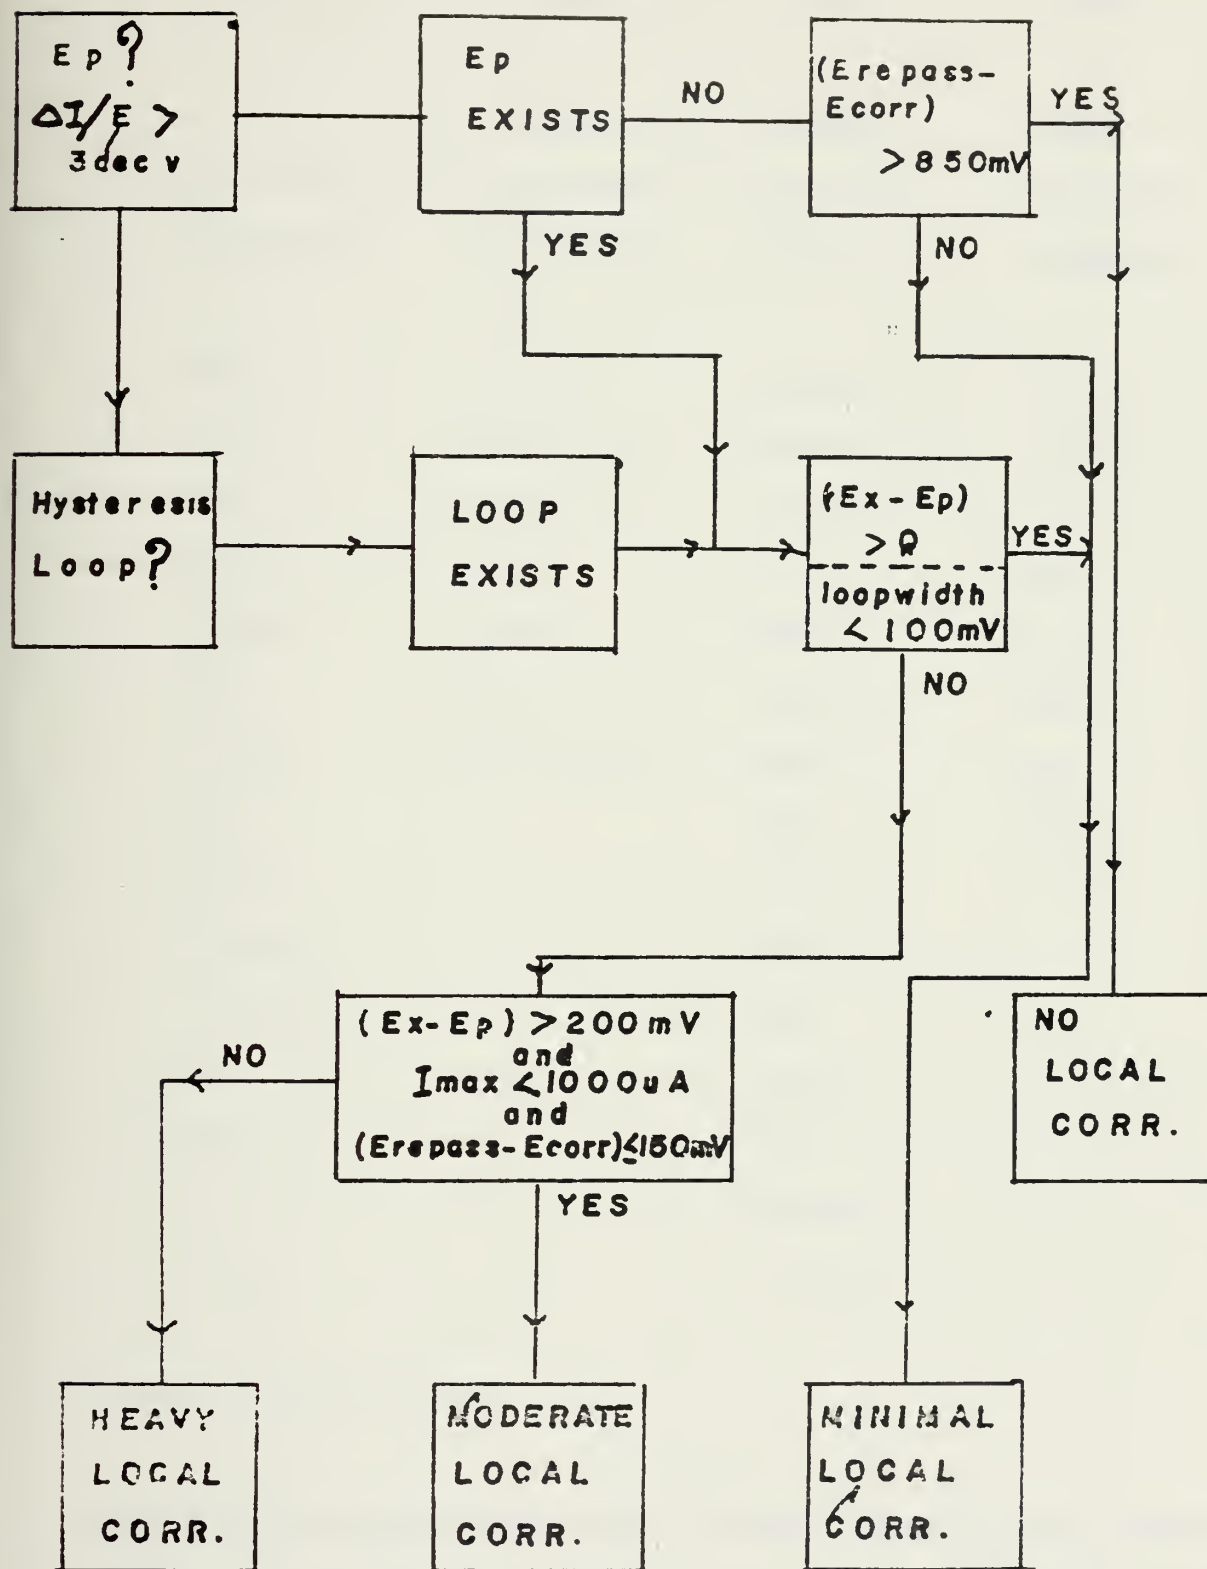 Ep?
ΔI/E >
3 dec v
Ep
EXISTS
NO
(Erepass-
Ecorr)
>850mV
YES
YES
NO
Hysteresis
Loop?
LOOP
EXISTS
(Ex-Ep)
>0
loopwidth
<100mV
YES
NO
(Ex-Ep) >200mV
and
Imax <1000uA
and
(Erepass-Ecorr)≤150mV
NO
YES
NO
LOCAL
CORR.
HEAVY
LOCAL
CORR.
MODERATE
LOCAL
CORR.
MINIMAL
LOCAL
CORR.